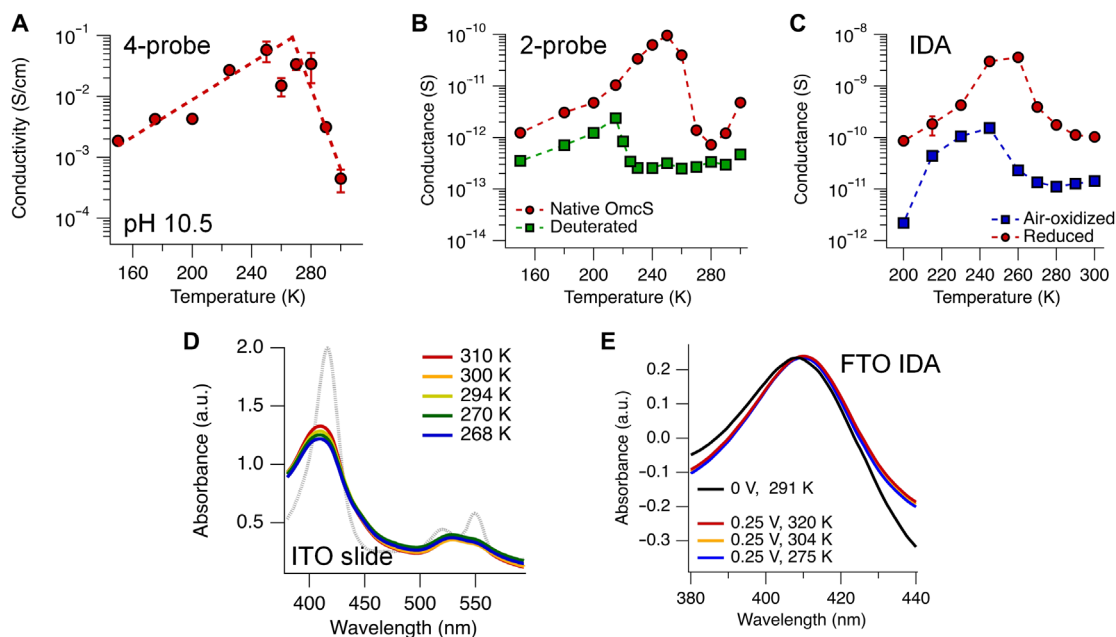 A
4-probe
Conductivity (S/cm)
10⁻¹
10⁻²
10⁻³
10⁻⁴
pH 10.5
160 200 240 280
Temperature (K)
B
2-probe
Conductance (S)
10⁻¹⁰
10⁻¹¹
10¹²
10⁻¹³
10⁻¹⁴
Native OmcS
Deuterated
160 200 240 280
Temperature (K)
C
IDA
Conductance (S)
10⁻⁸
10⁻⁹
10⁻¹⁰
10⁻¹¹
10⁻¹²
Air-oxidized
Reduced
200 220 240 260 280 300
Temperature (K)
D
Absorbance (a.u.)
2.0
1.5
1.0
0.5
310 K
300 K
294 K
270 K
268 K
ITO slide
400 450 500 550
Wavelength (nm)
E
FTO IDA
Absorbance (a.u.)
0.2
0.1
0.0
−0.1
−0.2
−0.3
0 V, 291 K
0.25 V, 320 K
0.25 V, 304 K
0.25 V, 275 K
380 400 420 440
Wavelength (nm)